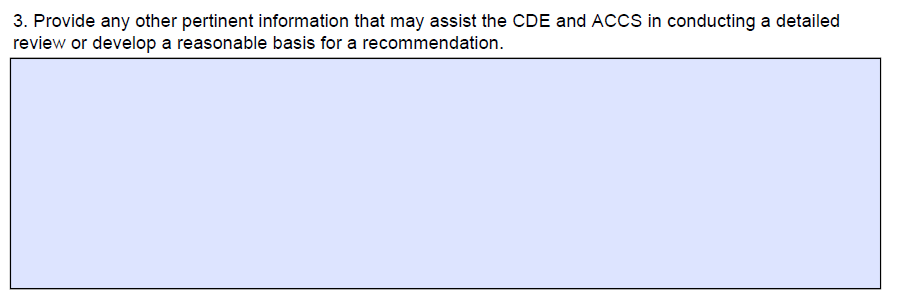 3. Provide any other pertinent information that may assist the CDE and ACCS in conducting a detailed
review or develop a reasonable basis for a recommendation.